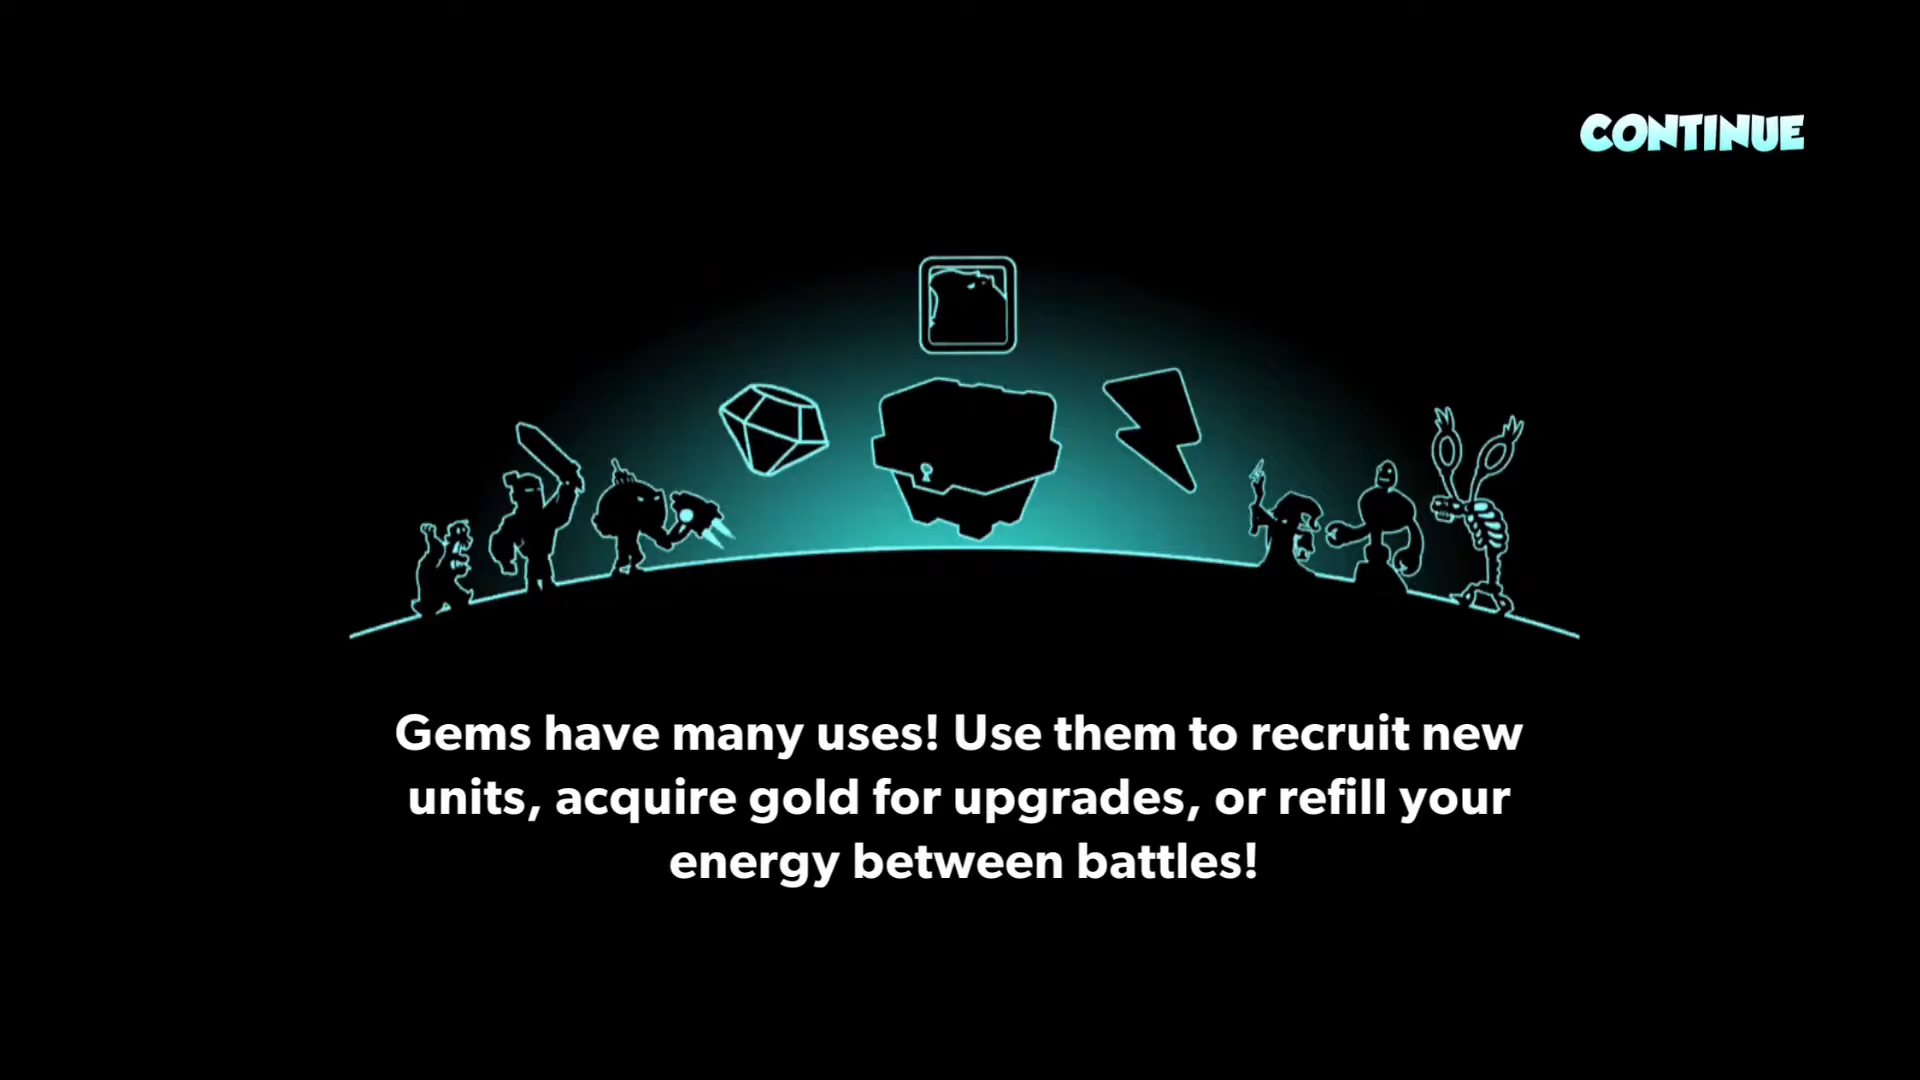 CONTINUE
Gems have many uses! Use them to recruit new
units, acquire gold for upgrades, or refill your
energy between battles!